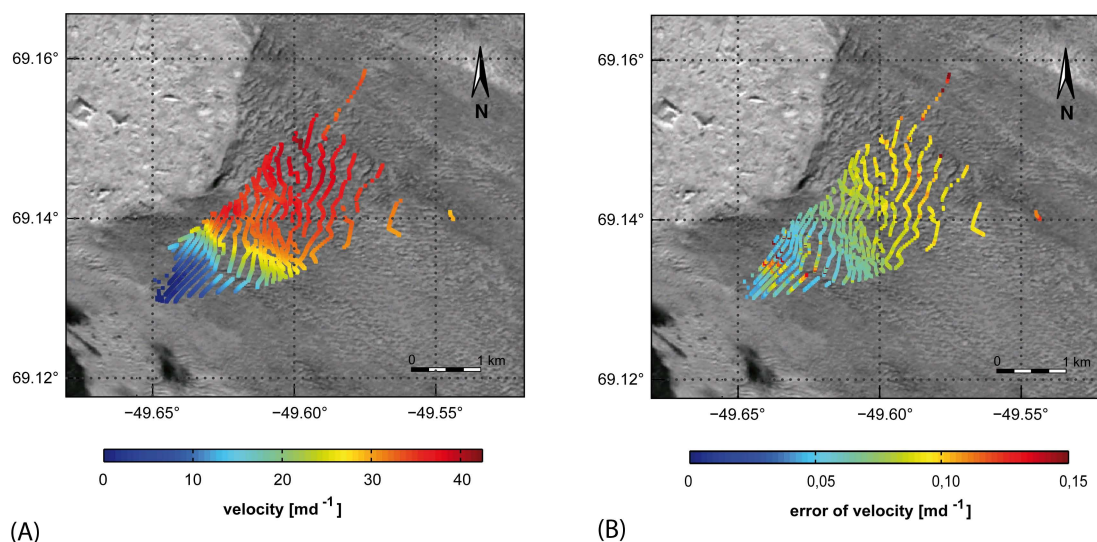 69.16°
69.14°
69.12°
N
0 1 km
−49.65° −49.60° −49.55°
0 10 20 30 40
velocity [md -1]
(A)
69.16°
69.14°
69.12°
N
0 1 km
−49.65° −49.60° −49.55°
0 0,05 0,10 0,15
error of velocity [md -1]
(B)